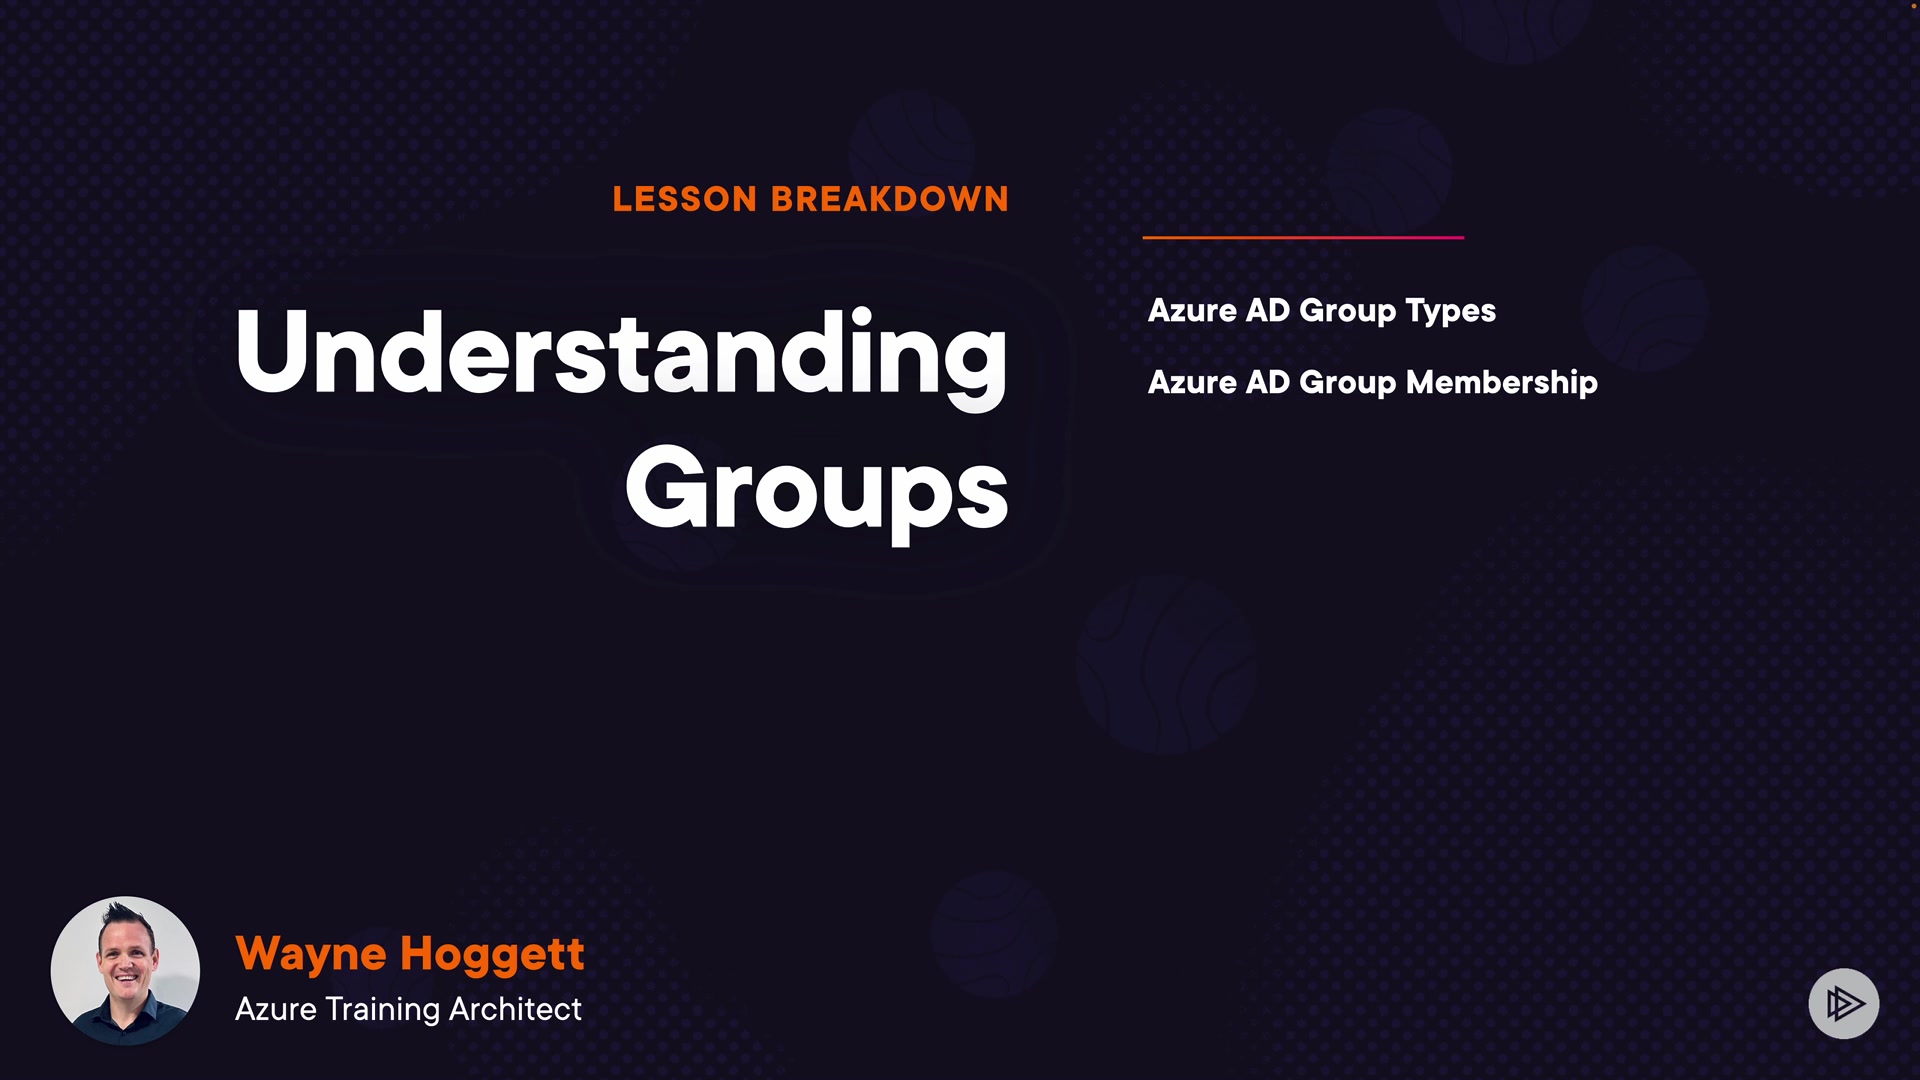 LESSON BREAKDOWN
Understanding
Groups
Azure AD Group Types
Azure AD Group Membership
Wayne Hoggett
Azure Training Architect